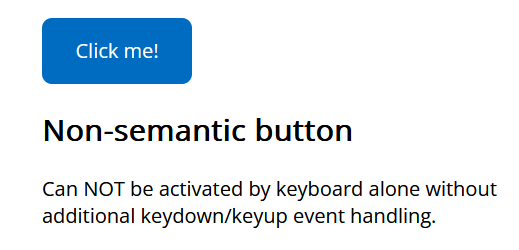 Click me!
Non-semantic button
Can NOT be activated by keyboard alone without
additional keydown/keyup event handling.